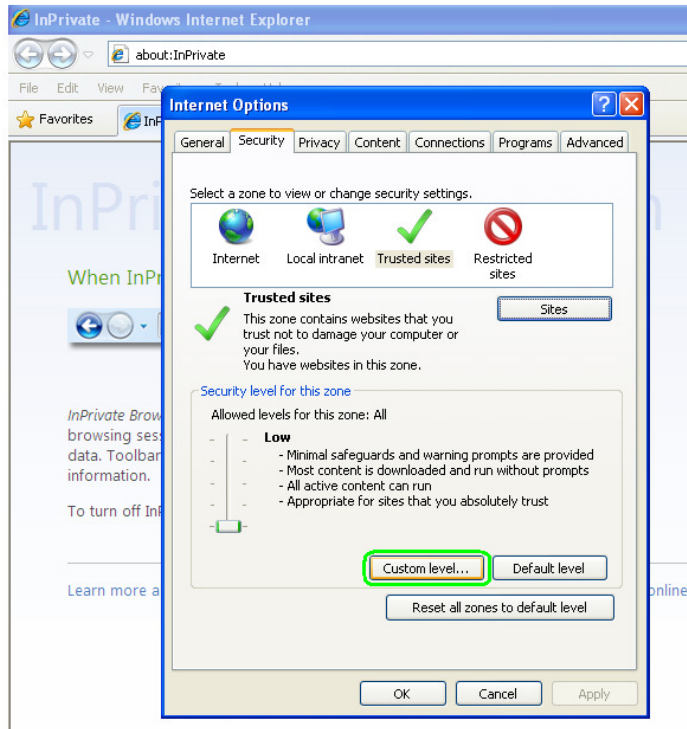 InPrivate - Windows Internet Explorer
about:InPrivate
File Edit View
Favorites
Internet Options
General Security Privacy Content Connections Programs Advanced
Select a zone to view or change security settings.
Internet Local intranet Trusted sites Restricted
sites
Trusted sites
Sites
This zone contains websites that you
trust not to damage your computer or
your files.
You have websites in this zone.
Security level for this zone
Allowed levels for this zone: All
Low
- Minimal safeguards and warning prompts are provided
- Most content is downloaded and run without prompts
- All active content can run
- Appropriate for sites that you absolutely trust
Custom level... Default level
Reset all zones to default level
OK Cancel Apply
InPri
When InPr
InPrivate Brow
browsing sess
data. Toolbar
information.
To turn off InP
Learn more a
online